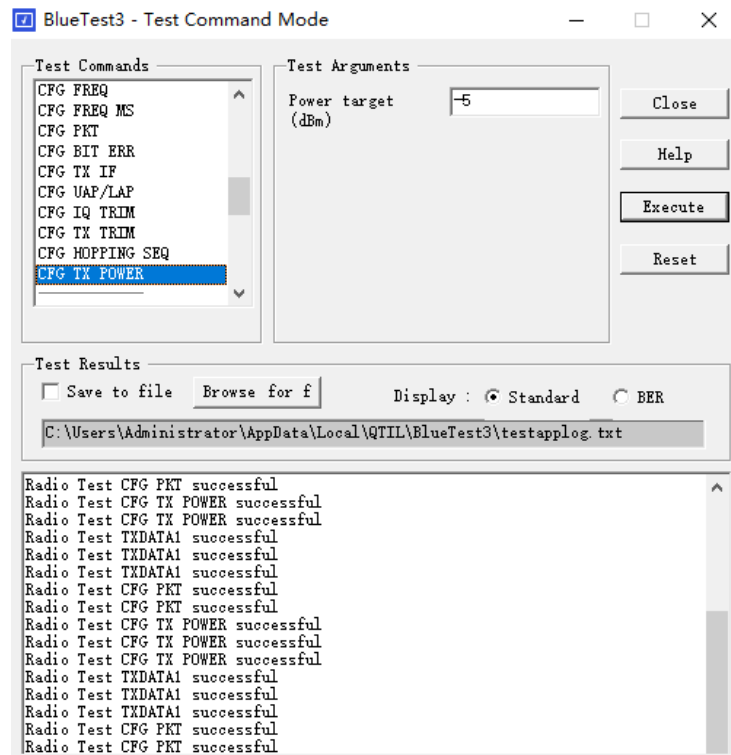 BlueTest3 - Test Command Mode
Test Commands
CFG FREQ
CFG FREQ MS
CFG PKT
CFG BIT ERR
CFG TX IF
CFG UAP/LAP
CFG IQ TRIM
CFG TX TRIM
CFG HOPPING SEQ
CFG TX POWER
Test Arguments
Power target
(dBm)
-5
Close
Help
Execute
Reset
Test Results
Save to file
Browse for f
Display :
Standard
BER
C:\Users\Administrator\AppData\Local\QTIL\BlueTest3\testapplog.txt
Radio Test CFG PKT successful
Radio Test CFG TX POWER successful
Radio Test CFG TX POWER successful
Radio Test TXDATA1 successful
Radio Test TXDATA1 successful
Radio Test TXDATA1 successful
Radio Test CFG PKT successful
Radio Test CFG PKT successful
Radio Test CFG TX POWER successful
Radio Test CFG TX POWER successful
Radio Test CFG TX POWER successful
Radio Test TXDATA1 successful
Radio Test TXDATA1 successful
Radio Test TXDATA1 successful
Radio Test CFG PKT successful
Radio Test CFG PKT successful